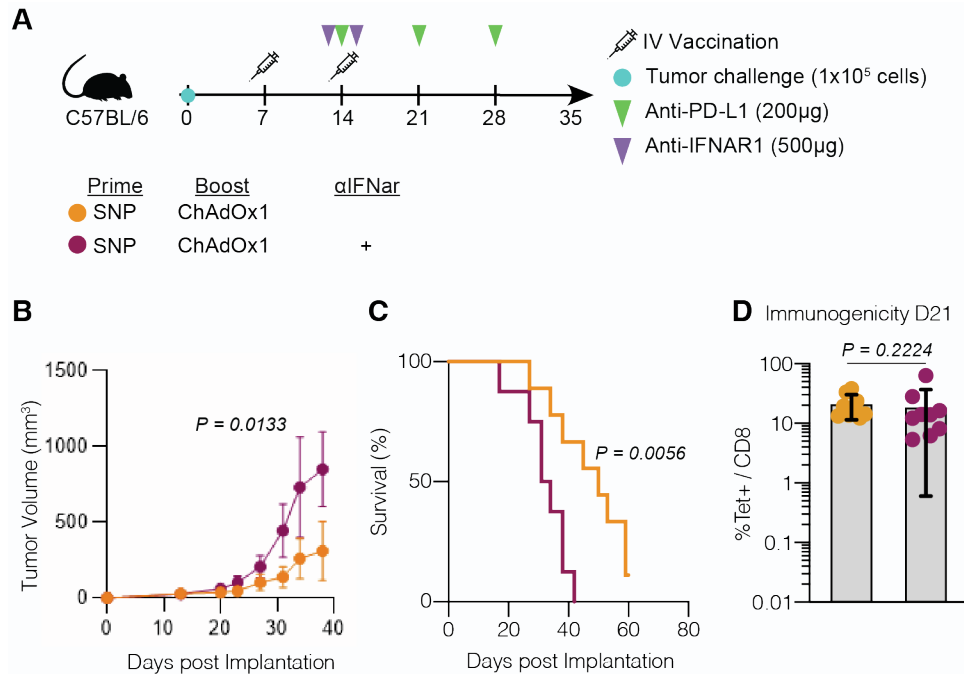 A
C57BL/6
0 7 14 21 28 35
IV Vaccination
Tumor challenge (1x10⁵ cells)
Anti-PD-L1 (200µg)
Anti-IFNAR1 (500µg)
Prime Boost αIFNar
SNP ChAdOx1
SNP ChAdOx1 +
B
Tumor Volume (mm³)
1500
1000
500
0
P = 0.0133
0 10 20 30 40
Days post Implantation
C
Survival (%)
100
50
0
P = 0.0056
0 20 40 60 80
Days post Implantation
D Immunogenicity D21
P = 0.2224
%Tet+ / CD8
100
10
1
0.1
0.01